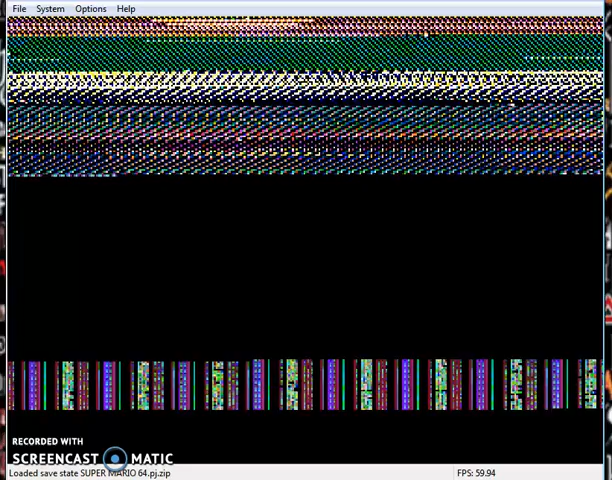 File System Options Help
RECORDED WITH
SCREENCAST MATIC
Loaded save state SUPER MARIO 64.pj.zip FPS: 59.94